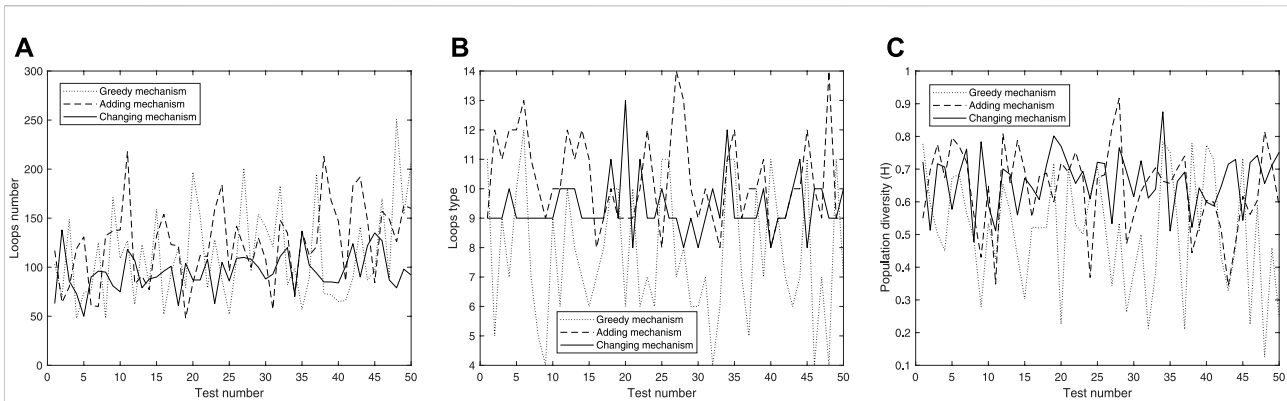 A
300
250
200
150
100
50
0
Loops number
Greedy mechanism
Adding mechanism
Changing mechanism
0 5 10 15 20 25 30 35 40 45 50
Test number
B
14
13
12
11
10
9
8
7
6
5
4
Loops type
Greedy mechanism
Adding mechanism
Changing mechanism
0 5 10 15 20 25 30 35 40 45 50
Test number
C
1
0.9
0.8
0.7
0.6
0.5
0.4
0.3
0.2
0.1
Population diversity (H)
Greedy mechanism
Adding mechanism
Changing mechanism
0 5 10 15 20 25 30 35 40 45 50
Test number